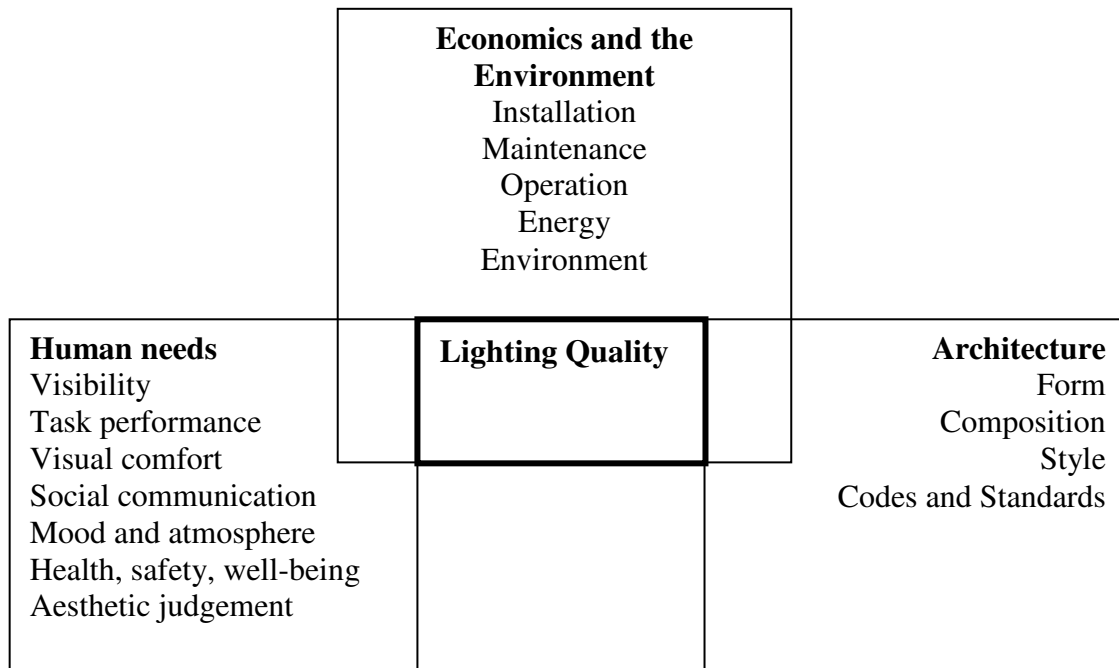 Economics and the
Environment
Installation
Maintenance
Operation
Energy
Environment
Human needs
Visibility
Task performance
Visual comfort
Social communication
Mood and atmosphere
Health, safety, well-being
Aesthetic judgement
Lighting Quality
Architecture
Form
Composition
Style
Codes and Standards